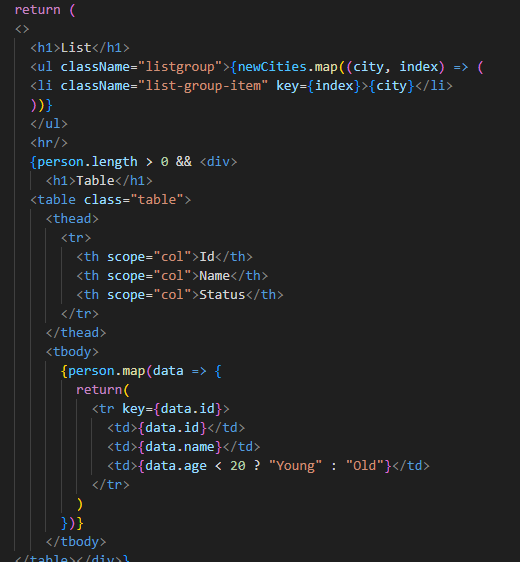 return (
<>
<h1>List</h1>
<ul className="listgroup">{newCities.map((city, index) => (
<li className="list-group-item" key={index}>{city}</li>
))}
</ul>
<hr/>
{person.length > 0 && <div>
<h1>Table</h1>
<table class="table">
<thead>
<tr>
<th scope="col">Id</th>
<th scope="col">Name</th>
<th scope="col">Status</th>
</tr>
</thead>
<tbody>
{person.map(data => {
return(
<tr key={data.id}>
<td>{data.id}</td>
<td>{data.name}</td>
<td>{data.age < 20 ? "Young" : "Old"}</td>
</tr>
)
})}
</tbody>
</table></div>}